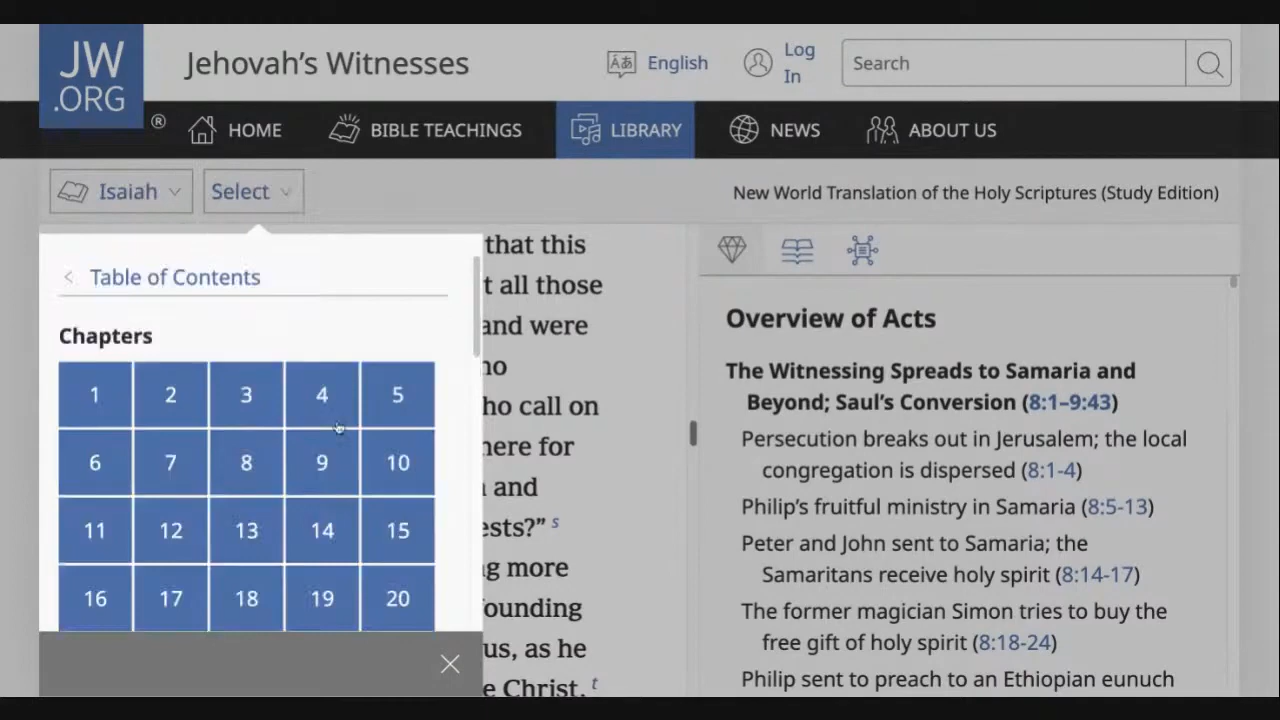 JW
.ORG
®
Jehovah's Witnesses
English
Log
In
Search
HOME
BIBLE TEACHINGS
LIBRARY
NEWS
ABOUT US
Isaiah
Select
New World Translation of the Holy Scriptures (Study Edition)
Table of Contents
Chapters
1 2 3 4 5
6 7 8 9 10
11 12 13 14 15
16 17 18 19 20
that this
all those
and were
ho call on
and
more
us, as he
Christ. t
Overview of Acts
The Witnessing Spreads to Samaria and
Beyond; Saul's Conversion (8:1–9:43)
Persecution breaks out in Jerusalem; the local
congregation is dispersed (8:1-4)
Philip's fruitful ministry in Samaria (8:5-13)
Peter and John sent to Samaria; the
Samaritans receive holy spirit (8:14-17)
The former magician Simon tries to buy the
free gift of holy spirit (8:18-24)
Philip sent to preach to an Ethiopian eunuch